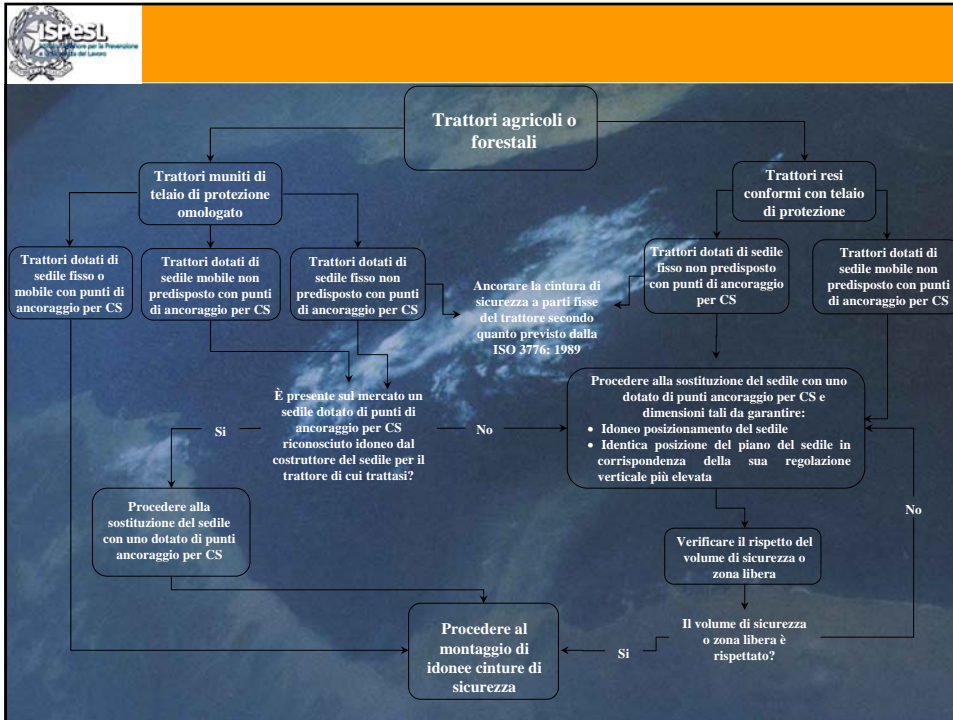 ISPESL
Istituto Superiore per la Prevenzione
e la Sicurezza del Lavoro
Trattori agricoli o
forestali
Trattori muniti di
telaio di protezione
omologato
Trattori resi
conformi con telaio
di protezione
Trattori dotati di
sedile fisso o
mobile con punti di
ancoraggio per CS
Trattori dotati di
sedile mobile non
predisposto con punti
di ancoraggio per CS
Trattori dotati di
sedile fisso non
predisposto con punti
di ancoraggio per CS
Ancorare la cintura di
sicurezza a parti fisse
del trattore secondo
quanto previsto dalla
ISO 3776: 1989
Trattori dotati di sedile
fisso non predisposto
con punti di ancoraggio
per CS
Trattori dotati di
sedile mobile non
predisposto con punti
di ancoraggio per CS
È presente sul mercato un
sedile dotato di punti di
ancoraggio per CS
riconosciuto idoneo dal
costruttore del sedile per il
trattore di cui trattasi?
Si
No
Procedere alla sostituzione del sedile con uno
dotato di punti ancoraggio per CS e
dimensioni tali da garantire:
• Idoneo posizionamento del sedile
• Identica posizione del piano del sedile in
corrispondenza della sua regolazione
verticale più elevata
No
Procedere alla
sostituzione del sedile
con uno dotato di punti
ancoraggio per CS
Verificare il rispetto del
volume di sicurezza o
zona libera
Procedere al
montaggio di
idonee cinture di
sicurezza
Si
Il volume di sicurezza
o zona libera è
rispettato?